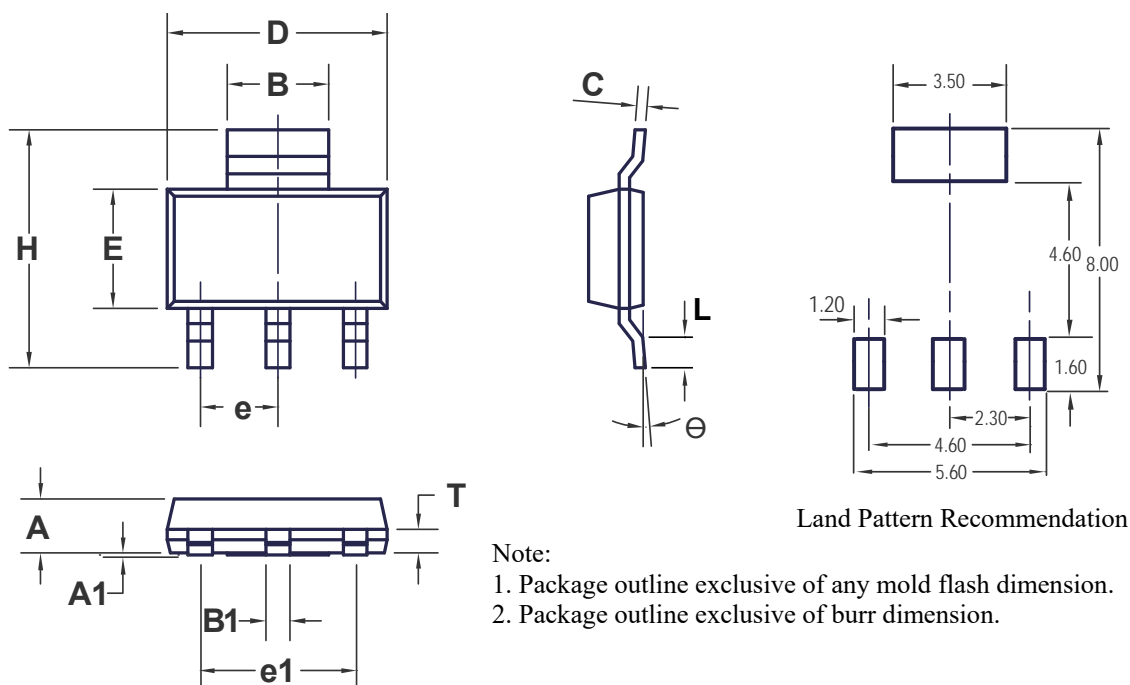 D
B
H
E
e
C
L
Θ
3.50
4.60
8.00
1.20
1.60
2.30
4.60
5.60
A
A1
T
B1
e1
Land Pattern Recommendation
Note:
1. Package outline exclusive of any mold flash dimension.
2. Package outline exclusive of burr dimension.